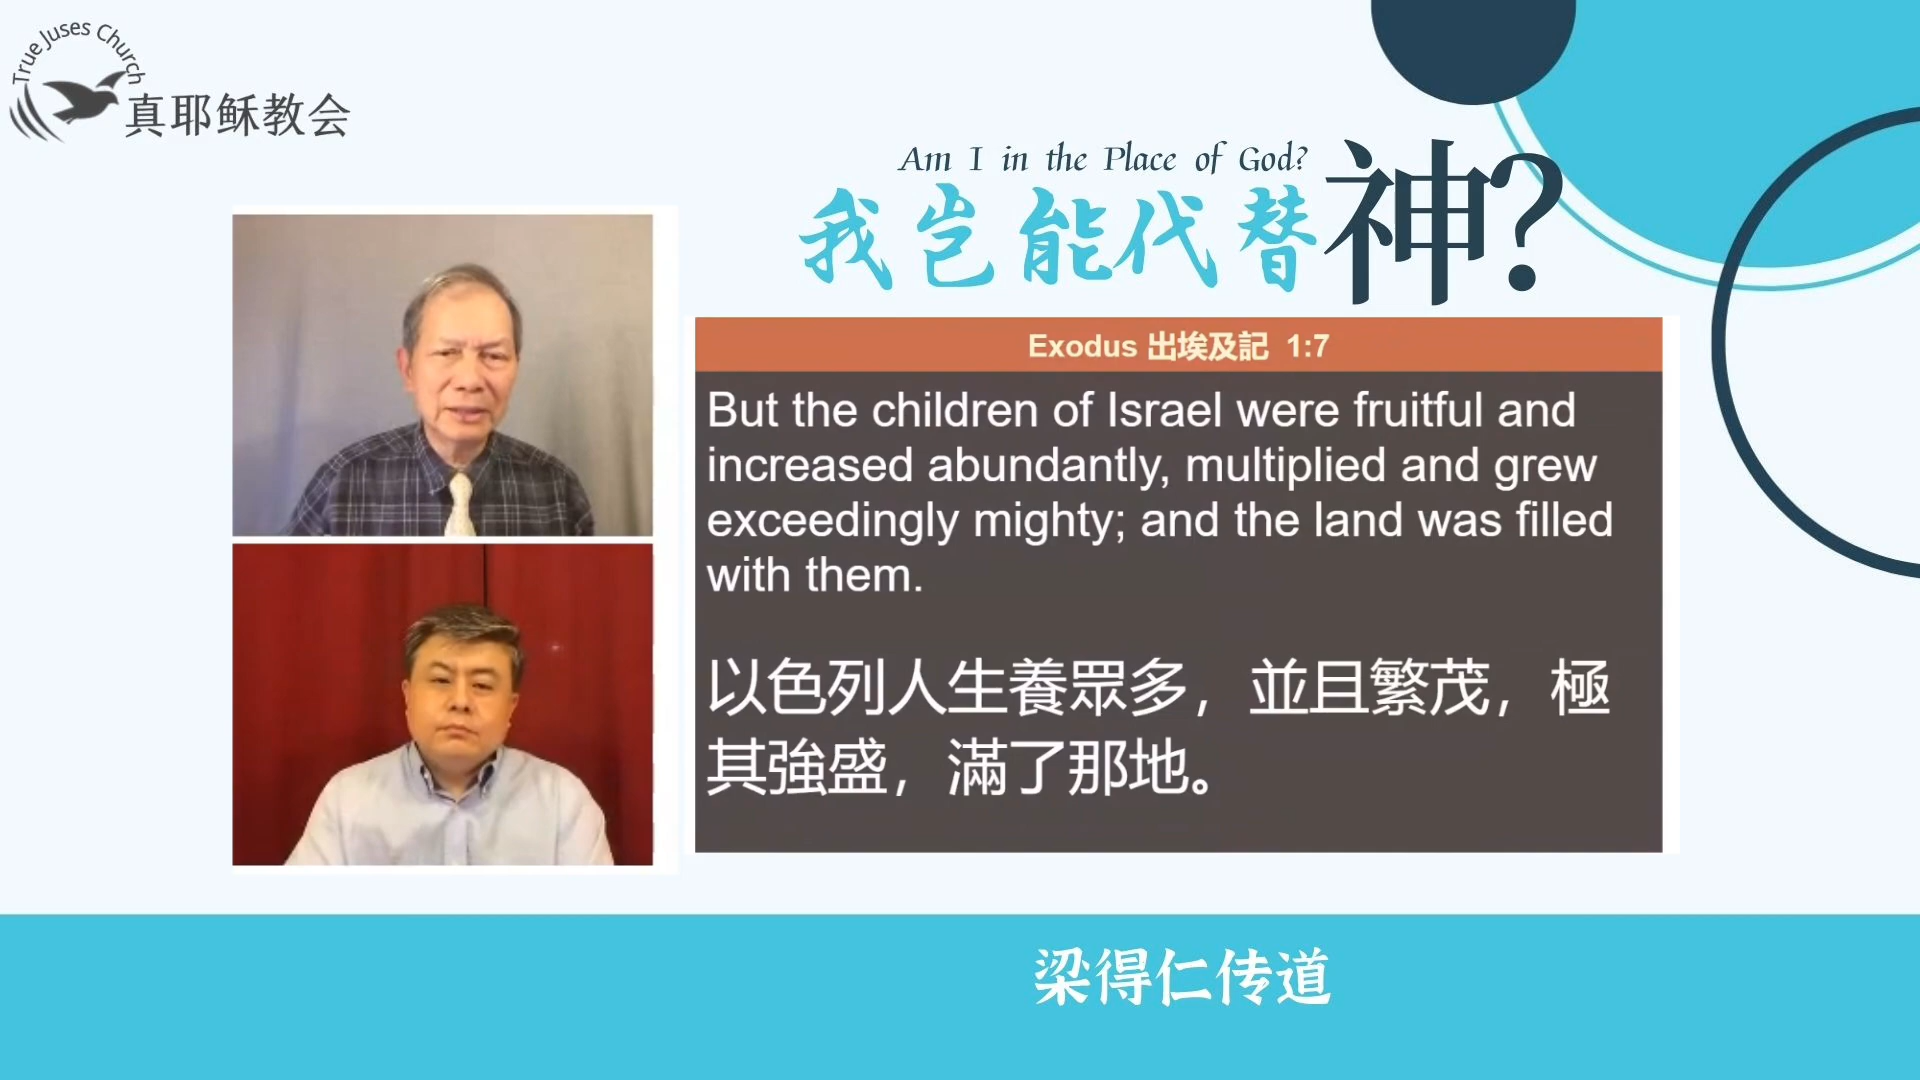 True Juses Church
真耶稣教会
Am I in the Place of God?
我岂能代替神?
Exodus 出埃及記 1:7
But the children of Israel were fruitful and
increased abundantly, multiplied and grew
exceedingly mighty; and the land was filled
with them.
以色列人生養眾多，並且繁茂，極
其強盛，滿了那地。
梁得仁传道